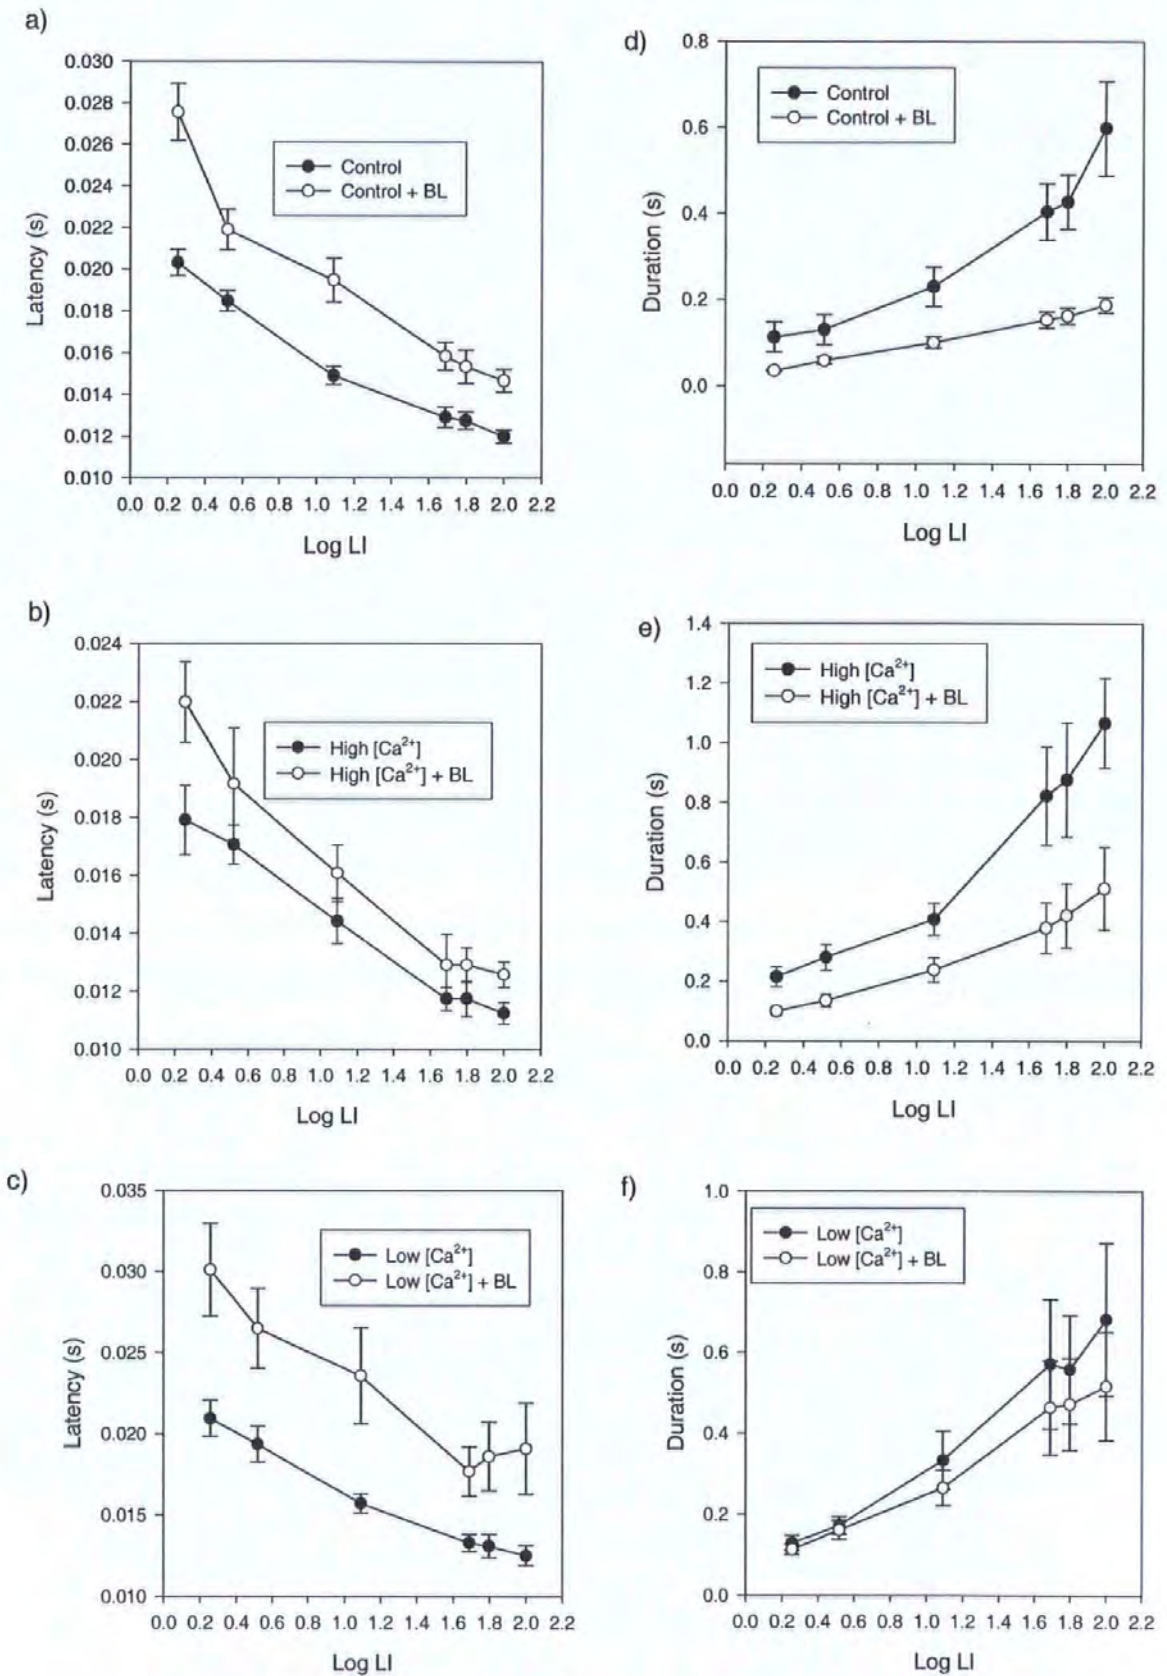 a)
0.030
0.028
0.026
0.024
0.022
0.020
0.018
0.016
0.014
0.012
0.010
Latency (s)
Control
Control + BL
0.0 0.2 0.4 0.6 0.8 1.0 1.2 1.4 1.6 1.8 2.0 2.2
Log LI
d)
0.8
0.6
0.4
0.2
0.0
Duration (s)
Control
Control + BL
0.0 0.2 0.4 0.6 0.8 1.0 1.2 1.4 1.6 1.8 2.0 2.2
Log LI
b)
0.024
0.022
0.020
0.018
0.016
0.014
0.012
0.010
Latency (s)
High [Ca²⁺]
High [Ca²⁺] + BL
0.0 0.2 0.4 0.6 0.8 1.0 1.2 1.4 1.6 1.8 2.0 2.2
Log LI
e)
1.4
1.2
1.0
0.8
0.6
0.4
0.2
0.0
Duration (s)
High [Ca²⁺]
High [Ca²⁺] + BL
0.0 0.2 0.4 0.6 0.8 1.0 1.2 1.4 1.6 1.8 2.0 2.2
Log LI
c)
0.035
0.030
0.025
0.020
0.015
0.010
Latency (s)
Low [Ca²⁺]
Low [Ca²⁺] + BL
0.0 0.2 0.4 0.6 0.8 1.0 1.2 1.4 1.6 1.8 2.0 2.2
Log LI
f)
1.0
0.8
0.6
0.4
0.2
0.0
Duration (s)
Low [Ca²⁺]
Low [Ca²⁺] + BL
0.0 0.2 0.4 0.6 0.8 1.0 1.2 1.4 1.6 1.8 2.0 2.2
Log LI